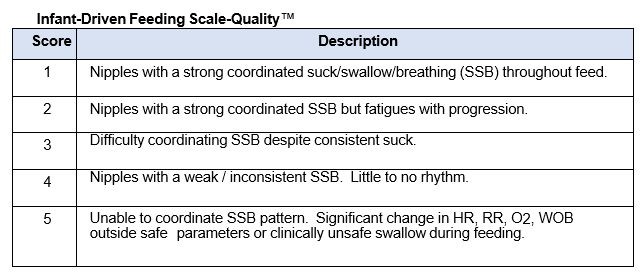 Infant-Driven Feeding Scale-Quality™
Score Description
1 Nipples with a strong coordinated suck/swallow/breathing (SSB) throughout feed.
2 Nipples with a strong coordinated SSB but fatigues with progression.
3 Difficulty coordinating SSB despite consistent suck.
4 Nipples with a weak / inconsistent SSB. Little to no rhythm.
5 Unable to coordinate SSB pattern. Significant change in HR, RR, O2, WOB
outside safe parameters or clinically unsafe swallow during feeding.